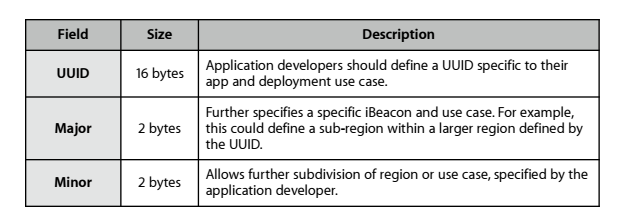 Field Size Description
UUID 16 bytes Application developers should define a UUID specific to their
app and deployment use case.
Major 2 bytes Further specifies a specific iBeacon and use case. For example,
this could define a sub-region within a larger region defined by
the UUID.
Minor 2 bytes Allows further subdivision of region or use case, specified by the
application developer.